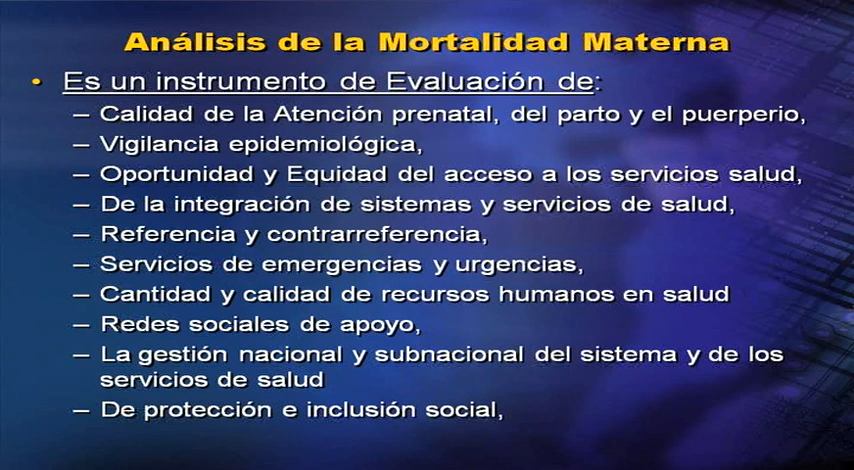 Análisis de la Mortalidad Materna
• Es un instrumento de Evaluación de:
– Calidad de la Atención prenatal, del parto y el puerperio,
– Vigilancia epidemiológica,
– Oportunidad y Equidad del acceso a los servicios salud,
– De la integración de sistemas y servicios de salud,
– Referencia y contrarreferencia,
– Servicios de emergencias y urgencias,
– Cantidad y calidad de recursos humanos en salud
– Redes sociales de apoyo,
– La gestión nacional y subnacional del sistema y de los
servicios de salud
– De protección e inclusión social,